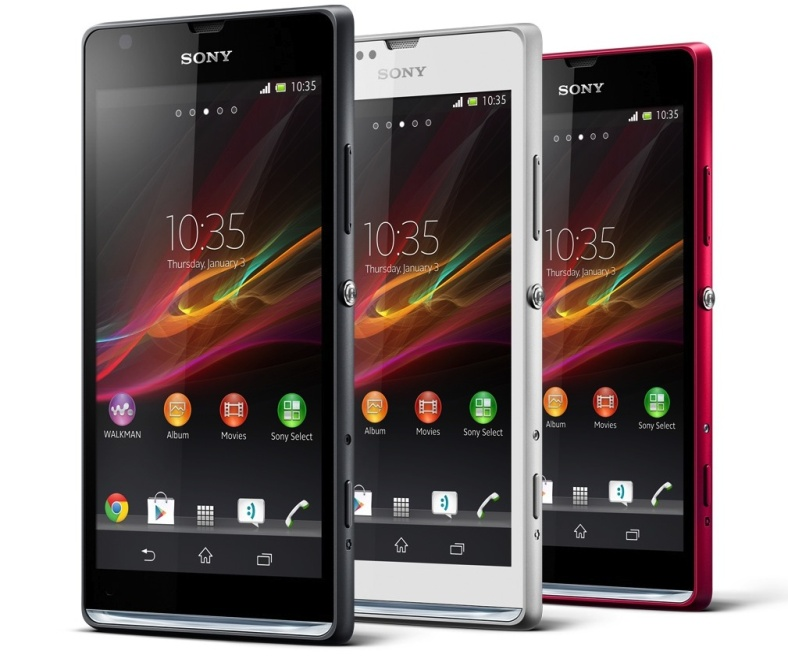 SONY
10:35
10:35
Thursday, January 3
WALKMAN
Album
Movies
Sony Select
SONY
10:35
10:35
Thursday, January 3
Album
Movies
Sony Select
SONY
10:35
10:35
Thursday, January 3
Album
Movies
Sony Select